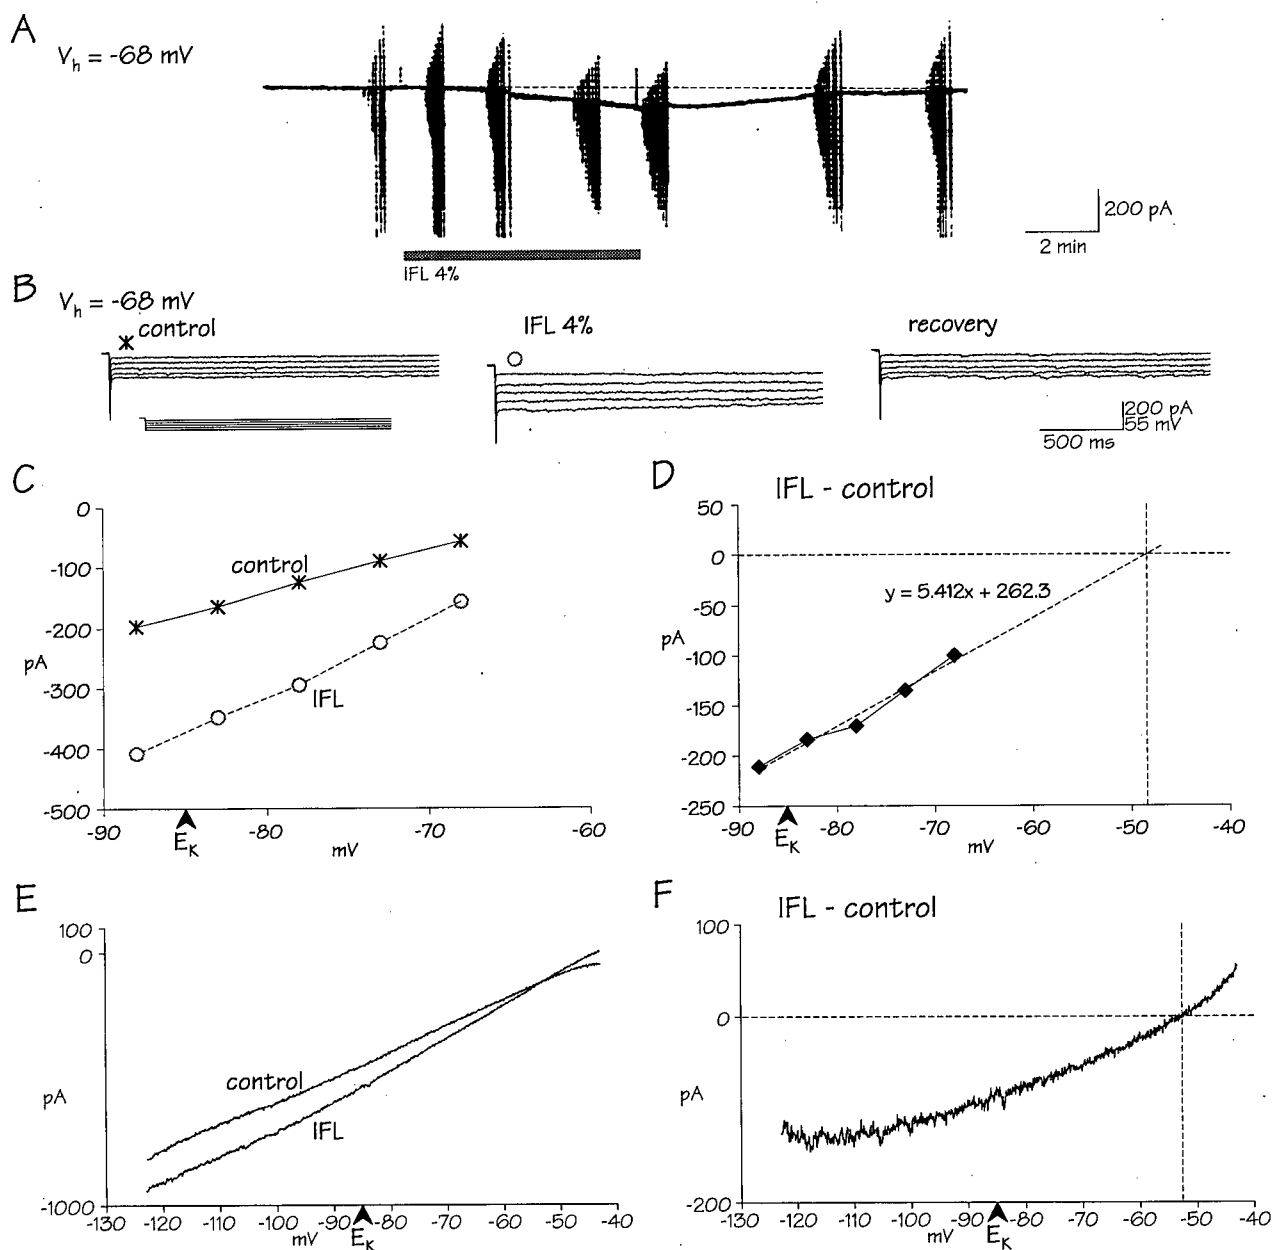 A
Vh = -68 mV
200 pA
2 min
IFL 4%
B
Vh = -68 mV
control
IFL 4%
recovery
200 pA
55 mV
500 ms
C
0
-100
-200
pA
-300
-400
-500
control
IFL
-90
-80
-70
-60
EK
mV
D
IFL - control
50
0
-50
pA
-100
-150
-200
-250
y = 5.412x + 262.3
-90
-80
-70
-60
-50
-40
EK
mV
E
100
0
pA
-1000
control
IFL
-130
-120
-110
-100
-90
-80
-70
-60
-50
-40
mV
EK
F
IFL - control
100
0
pA
-200
-130
-120
-110
-100
-90
-80
-70
-60
-50
-40
mV
EK